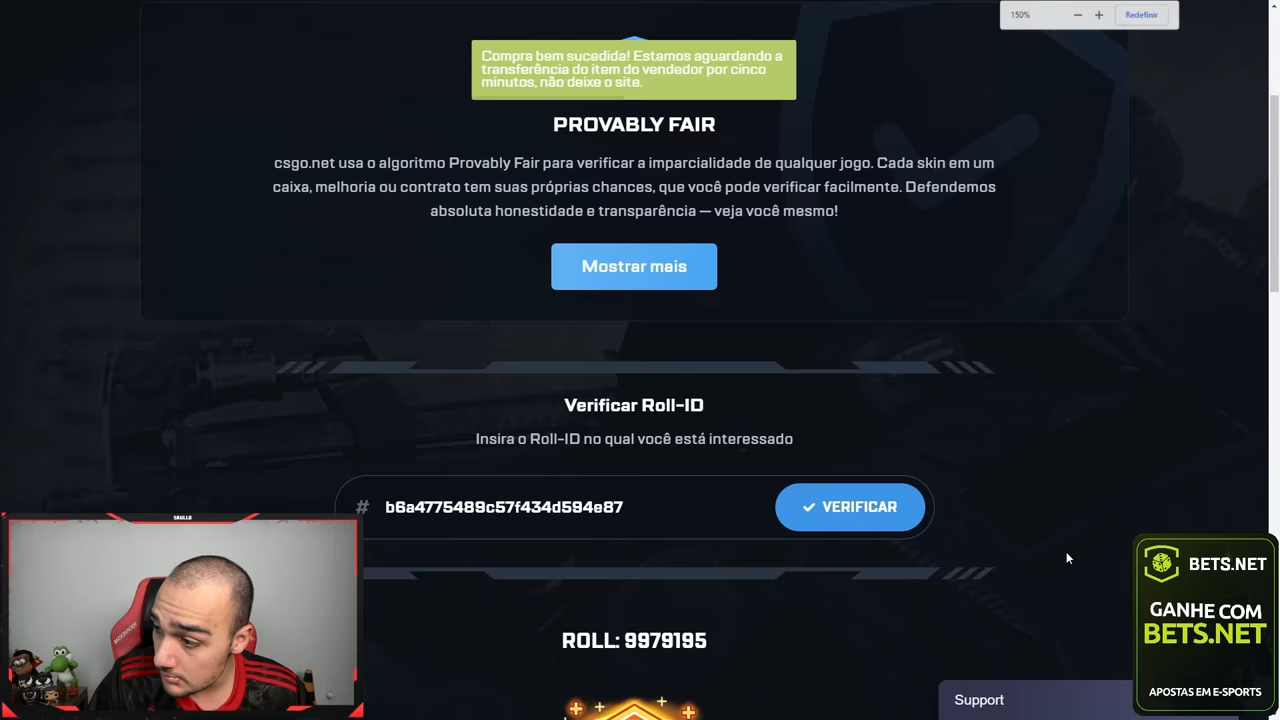 150%
Redefinir
Compra bem sucedida! Estamos aguardando a
transferência do item do vendedor por cinco
minutos, não deixe o site.
PROVABLY FAIR
csgo.net usa o algoritmo Provably Fair para verificar a imparcialidade de qualquer jogo. Cada skin em um
caixa, melhoria ou contrato tem suas próprias chances, que você pode verificar facilmente. Defendemos
absoluta honestidade e transparência — veja você mesmo!
Mostrar mais
Verificar Roll-ID
Insira o Roll-ID no qual você está interessado
# b6a4775489c57f434d594e87
VERIFICAR
SAULLO
BETS.NET
GANHE COM
BETS.NET
APOSTAS EM E-SPORTS
ROLL: 9979195
Support